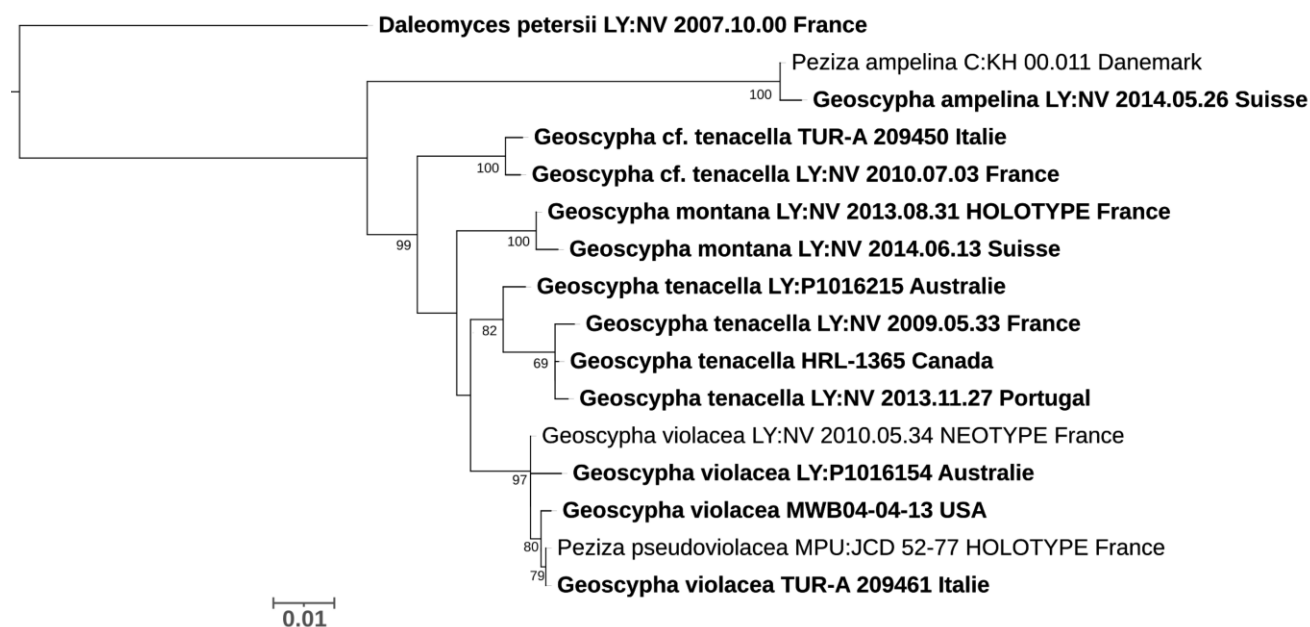 Daleomyces petersii LY:NV 2007.10.00 France
Peziza ampelina C:KH 00.011 Danemark
100
Geoscypha ampelina LY:NV 2014.05.26 Suisse
Geoscypha cf. tenacella TUR-A 209450 Italie
100
Geoscypha cf. tenacella LY:NV 2010.07.03 France
Geoscypha montana LY:NV 2013.08.31 HOLOTYPE France
99
100
Geoscypha montana LY:NV 2014.06.13 Suisse
Geoscypha tenacella LY:P1016215 Australie
82
Geoscypha tenacella LY:NV 2009.05.33 France
69
Geoscypha tenacella HRL-1365 Canada
Geoscypha tenacella LY:NV 2013.11.27 Portugal
Geoscypha violacea LY:NV 2010.05.34 NEOTYPE France
97
Geoscypha violacea LY:P1016154 Australie
Geoscypha violacea MWB04-04-13 USA
80
Peziza pseudoviolacea MPU:JCD 52-77 HOLOTYPE France
79
Geoscypha violacea TUR-A 209461 Italie
0.01